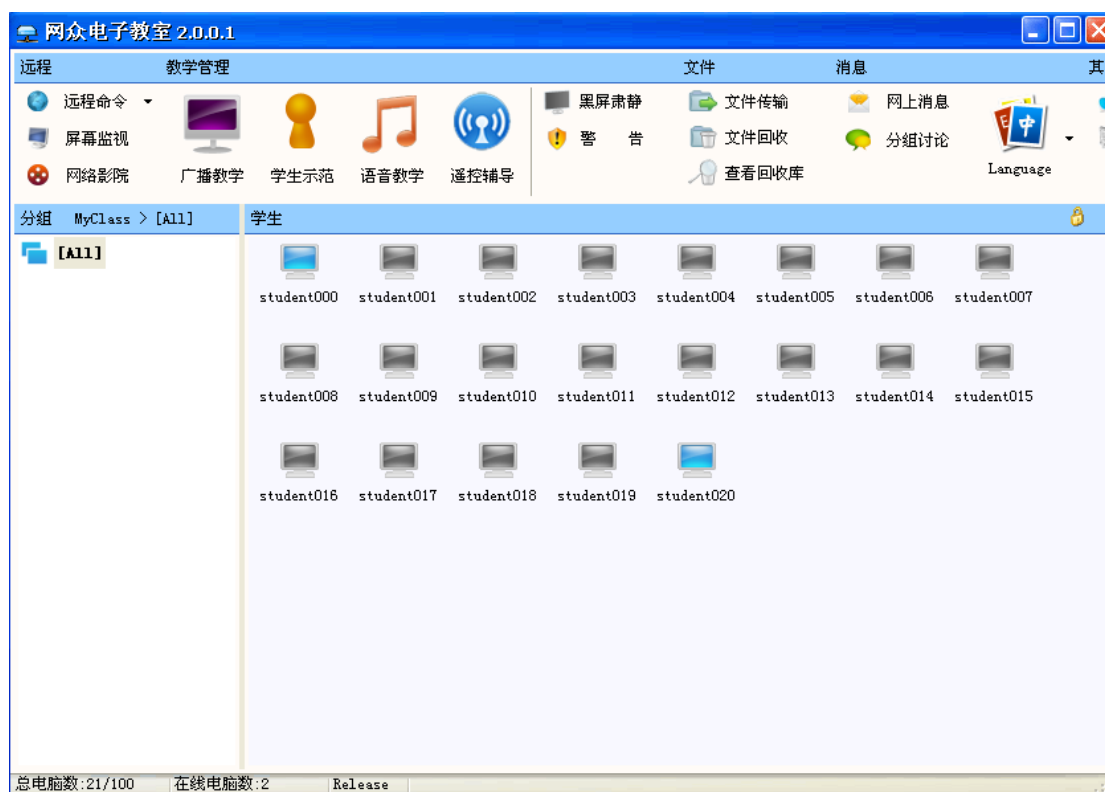 网众电子教室 2.0.0.1
远程 教学管理 文件 消息 其
远程命令 黑屏肃静 文件传输 网上消息
屏幕监视 警 告 文件回收 分组讨论
网络影院 广播教学 学生示范 语音教学 遥控辅导 查看回收库 Language
分组 MyClass > [All] 学生
[All]
student000 student001 student002 student003 student004 student005 student006 student007
student008 student009 student010 student011 student012 student013 student014 student015
student016 student017 student018 student019 student020
总电脑数:21/100 在线电脑数:2 Release